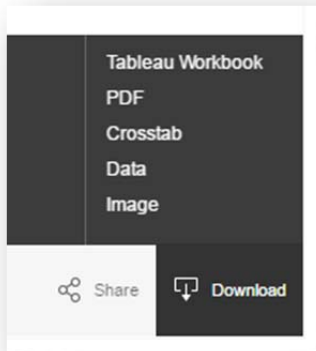 Tableau Workbook
PDF
Crosstab
Data
Image
Share
Download